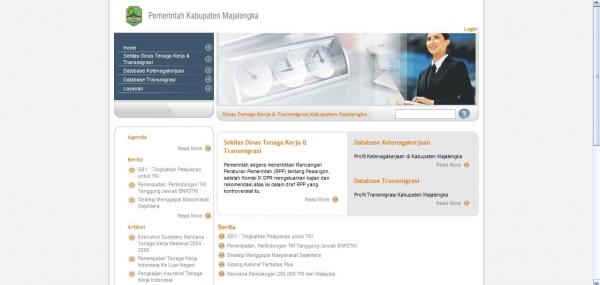 Pemerintah Kabupaten Majalengka
Login
Home
Sekilas Dinas Tenaga Kerja &
Transmigrasi
Database Ketenagakerjaan
Database Transmigrasi
Layanan
Dinas Tenaga Kerja & Transmigrasi Kabupaten Majalengka
?
Agenda
Read More
Berita
SBY : Tingkatkan Pelayanan
untuk TKI
Penempatan, Perlindungan TKI
Tanggung Jawab BNP2TKI
Strategi Menggapai Masyarakat
Sejahtera
Read More
Artikel
Executive Summary Rencana
Tenaga Kerja Nasional 2004 -
2009
Penempatan Tenaga Kerja
Indonesia Ke Luar Negeri
Pengkajian Asuransi Tenaga
Kerja Indonesia
Sekilas Dinas Tenaga Kerja &
Transmigrasi
Pemerintah segera menerbitkan Rancangan
Peraturan Pemerintah (RPP) tentang Pesangon,
setelah Komisi IX DPR mengeluarkan kajian dan
rekomendasi atas isi dalam draf RPP yang
kontroversial itu.
Read More
Database Ketenagakerjaan
Profil Ketenagakerjaan di Kabupaten Majalengka
Read More
Database Transmigrasi
Profil Transmigrasi Kabupaten Majalengka
Read More
Berita
SBY : Tingkatkan Pelayanan untuk TKI
Penempatan, Perlindungan TKI Tanggung Jawab BNP2TKI
Strategi Menggapai Masyarakat Sejahtera
Sidang Kabinet Terbatas Plus
Rencana Pemulangan 200.000 TKI dari Malaysia